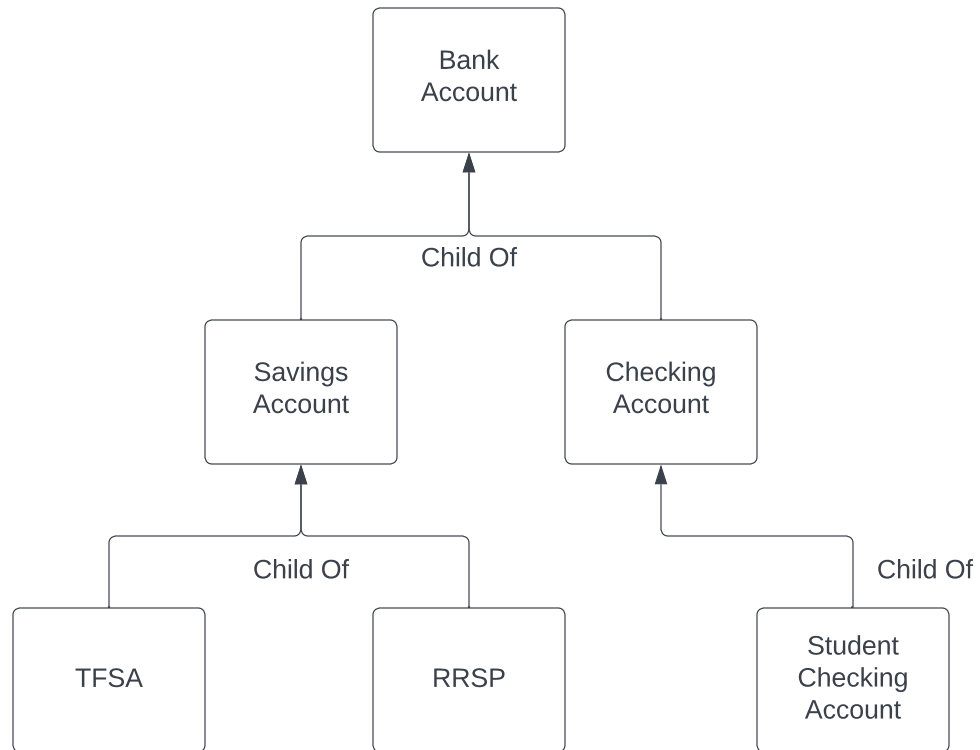 Bank
Account
Child Of
Savings
Account
Checking
Account
Child Of
Child Of
TFSA
RRSP
Student
Checking
Account